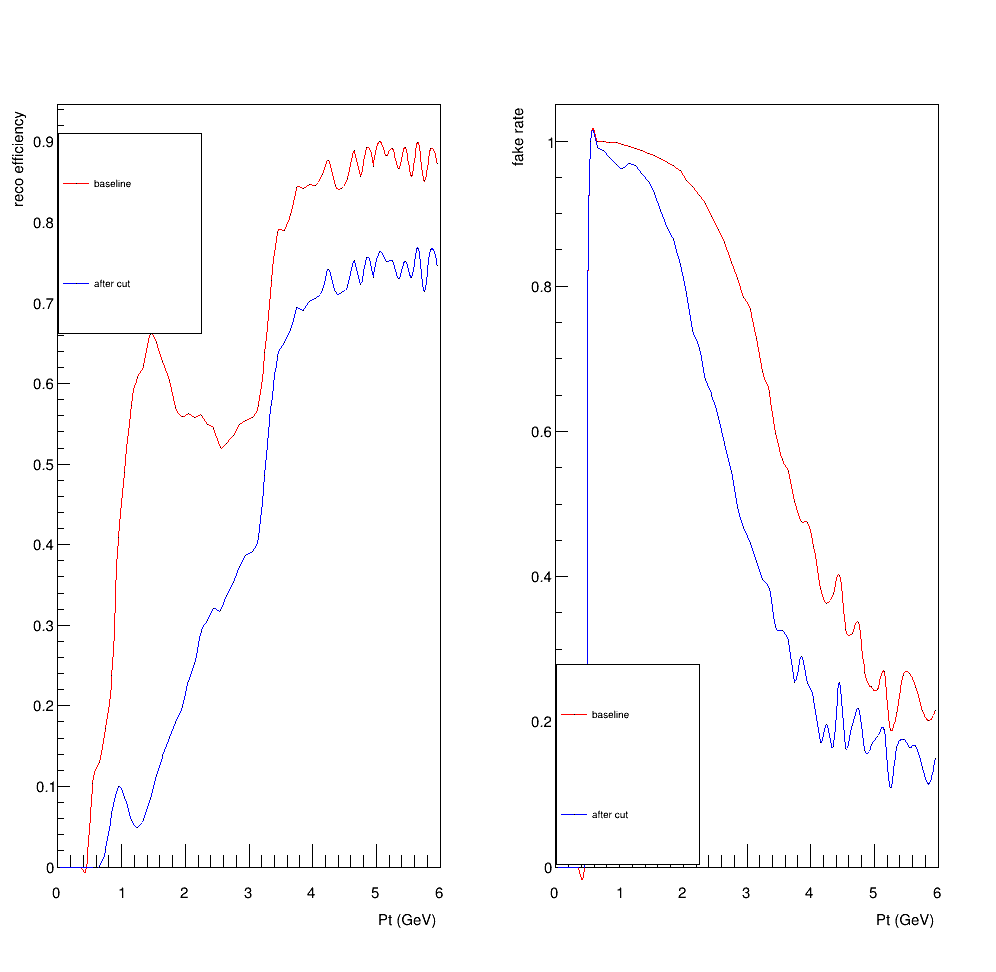 reco efficiency
0.9
0.8
0.7
0.6
0.5
0.4
0.3
0.2
0.1
0
baseline
after cut
0 1 2 3 4 5 6
Pt (GeV)
fake rate
1
0.8
0.6
0.4
0.2
0
baseline
after cut
0 1 2 3 4 5 6
Pt (GeV)